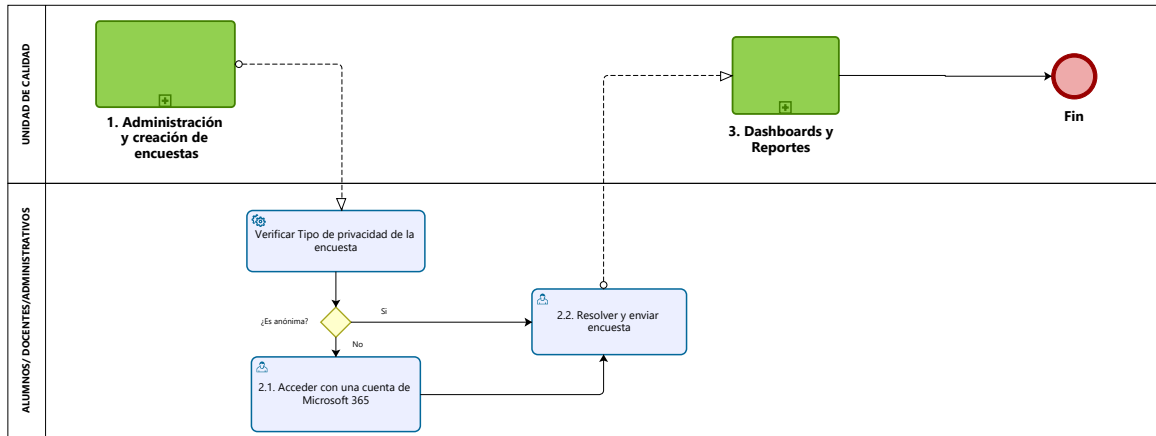 UNIDAD DE CALIDAD
1. Administración
y creación de
encuestas
3. Dashboards y
Reportes
Fin
ALUMNOS/ DOCENTES/ADMINISTRATIVOS
Verificar Tipo de privacidad de la
encuesta
¿Es anónima?
Si
No
2.2. Resolver y enviar
encuesta
2.1. Acceder con una cuenta de
Microsoft 365